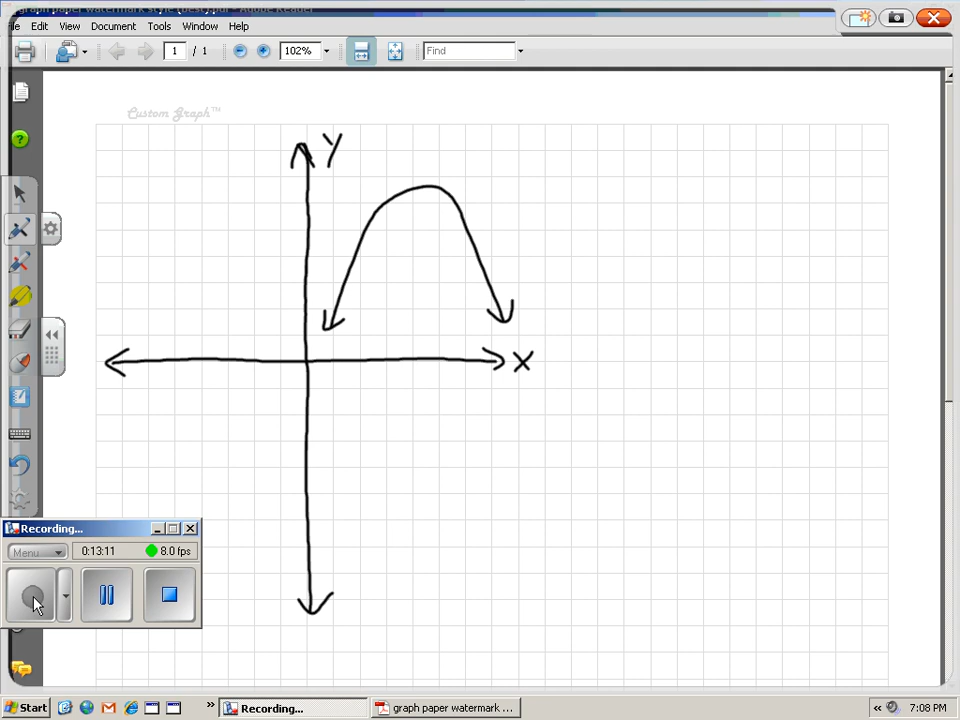 File Edit View Document Tools Window Help
1 / 1 102% Find
Custom Graph™
Y
X
Recording...
Menu 0:13:11 8.0 fps
Start » Recording... graph paper watermark ... « 7:08 PM